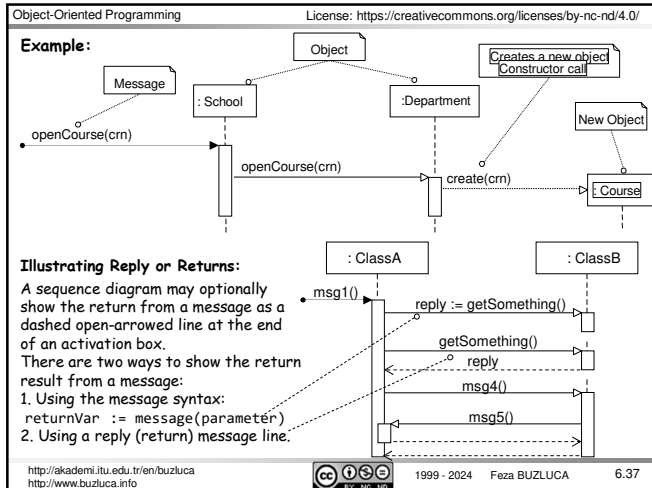 Object-Oriented Programming
License: https://creativecommons.org/licenses/by-nc-nd/4.0/
Example:
Object
Creates a new object
Constructor call
Message
: School
:Department
New Object
openCourse(crn)
openCourse(crn)
create(crn)
: Course
Illustrating Reply or Returns:
A sequence diagram may optionally
show the return from a message as a
dashed open-arrowed line at the end
of an activation box.
There are two ways to show the return
result from a message:
1. Using the message syntax:
returnVar := message(parameter)
2. Using a reply (return) message line.
: ClassA
: ClassB
msg1()
reply := getSomething()
getSomething()
reply
msg4()
msg5()
http://akademi.itu.edu.tr/en/buzluca
http://www.buzluca.info
cc
BY NC ND
1999 - 2024 Feza BUZLUCA
6.37